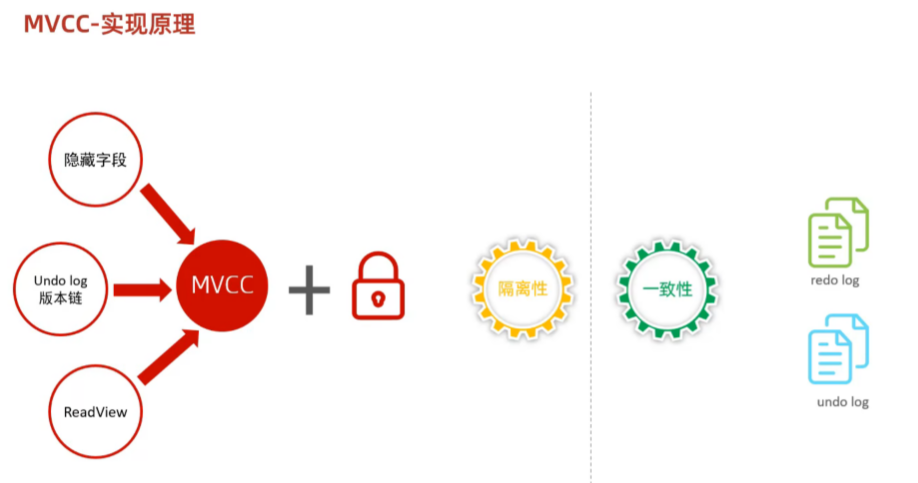 MVCC-实现原理
隐藏字段
Undo log
版本链
ReadView
MVCC
隔离性
一致性
redo log
undo log